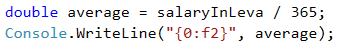 double average = salaryInLeva / 365;
Console.WriteLine("{0:f2}", average);